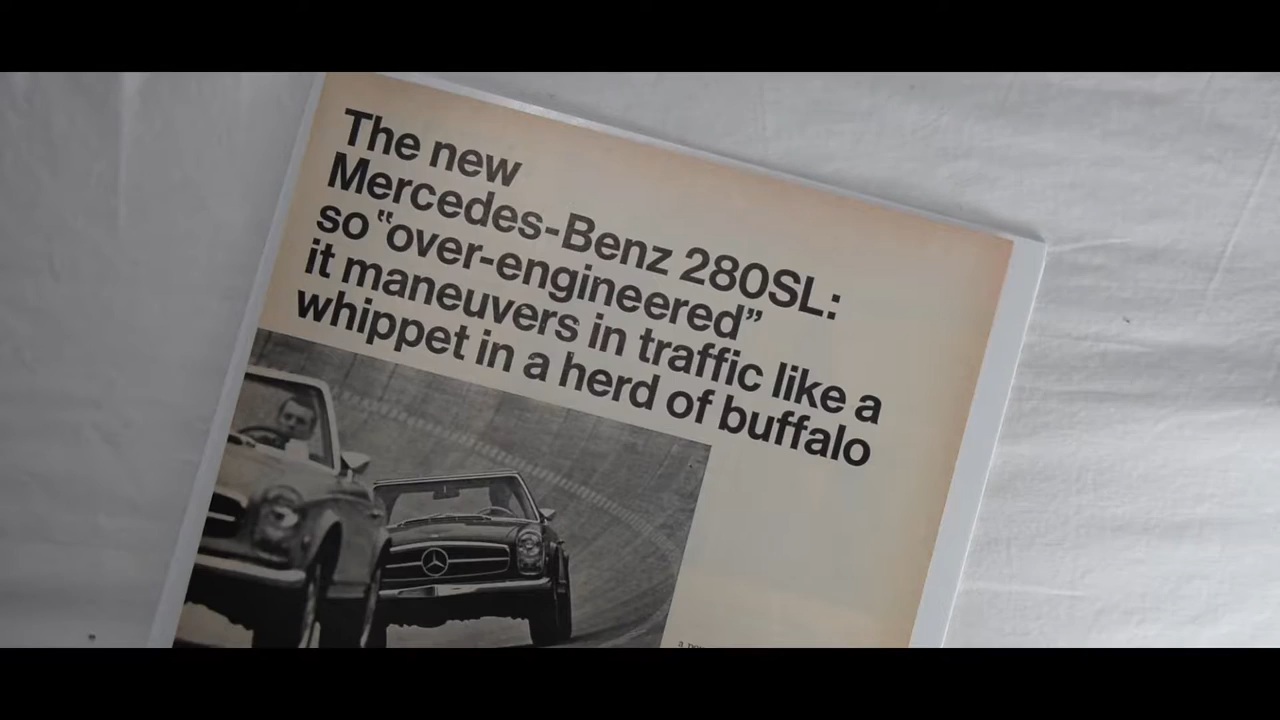 The new
Mercedes-Benz 280SL:
so “over-engineered”
it maneuvers in traffic like a
whippet in a herd of buffalo